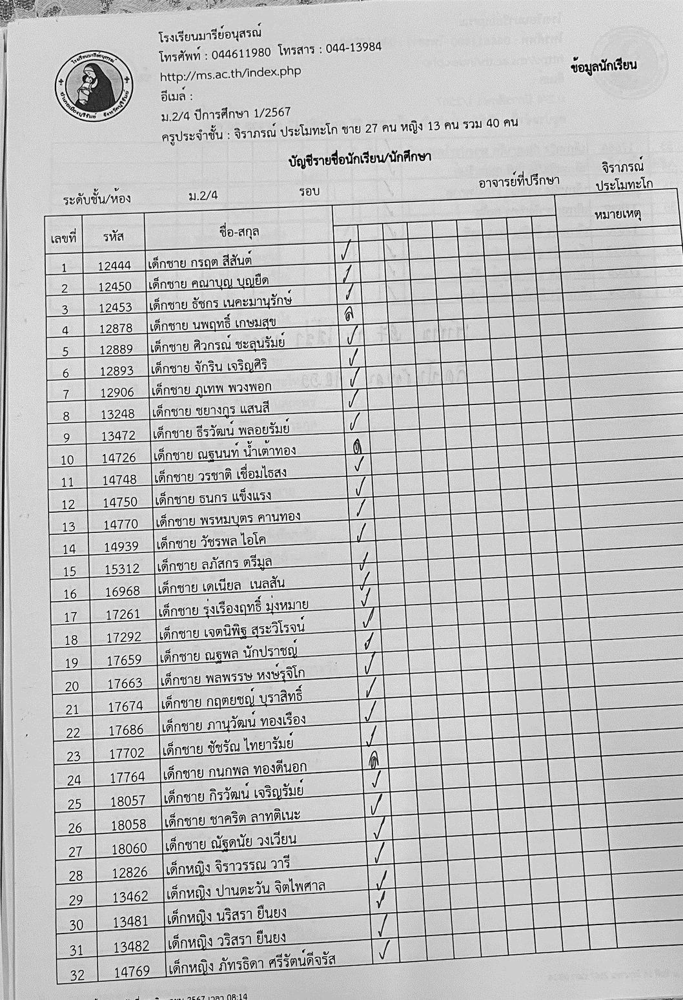 โรงเรียนมารีย์อนุสรณ์
โทรศัพท์ : 044611980 โทรสาร : 044-13984
http://ms.ac.th/index.php
อีเมล์ :
ม.2/4 ปีการศึกษา 1/2567
ครูประจำชั้น : จิราภรณ์ ประโมทะโก ชาย 27 คน หญิง 13 คน รวม 40 คน
ข้อมูลนักเรียน
โรงเรียนมารีย์อนุสรณ์
อำเภอเมืองบุรีรัมย์ จังหวัดบุรีรัมย์
บัญชีรายชื่อนักเรียน/นักศึกษา
ระดับชั้น/ห้อง ม.2/4 รอบ อาจารย์ที่ปรึกษา จิราภรณ์
ประโมทะโก
เลขที่ รหัส ชื่อ-สกุล หมายเหตุ
1 12444 เด็กชาย กรฤต สีสันต์ ✓
2 12450 เด็กชาย คณาบุญ บุญยืด ✓
3 12453 เด็กชาย ธัชกร เนคะมานุรักษ์ ✓
4 12878 เด็กชาย นพฤทธิ์ เกษมสุข ล
5 12889 เด็กชาย ศิวกรณ์ ชะลุนรัมย์ ✓
6 12893 เด็กชาย จักริน เจริญศิริ ✓
7 12906 เด็กชาย ภูเทพ พวงพอก ✓
8 13248 เด็กชาย ชยางกูร แสนสี ✓
9 13472 เด็กชาย ธีรวัฒน์ พลอยรัมย์ ✓
10 14726 เด็กชาย ณฐนนท์ น้ำเต้าทอง
11 14748 เด็กชาย วรชาติ เชื่อมไธสง ✓
12 14750 เด็กชาย ธนกร แข็งแรง ✓
13 14770 เด็กชาย พรหมบุตร คานทอง ✓
14 14939 เด็กชาย วัชรพล ไอโค ✓
15 15312 เด็กชาย ลภัสกร ตรีมูล ✓
16 16968 เด็กชาย เดเนียล เนลสัน ✓
17 17261 เด็กชาย รุ่งเรืองฤทธิ์ มุ่งหมาย ✓
18 17292 เด็กชาย เจตนิพิฐ สุระวิโรจน์ ✓
19 17659 เด็กชาย ณฐพล นักปราชญ์ ✓
20 17663 เด็กชาย พลพรรษ หงษ์รุจิโก ✓
21 17674 เด็กชาย กฤตยชญ์ บุราสิทธิ์ ✓
22 17686 เด็กชาย ภานุวัฒน์ ทองเรือง ✓
23 17702 เด็กชาย ชัชรัณ ไทยารัมย์ ✓
24 17764 เด็กชาย กนกพล ทองดีนอก
25 18057 เด็กชาย กิรวัฒน์ เจริญรัมย์ ✓
26 18058 เด็กชาย ชาคริต ลาทติเนะ ✓
27 18060 เด็กชาย ณัฐดนัย วงเวียน ✓
28 12826 เด็กหญิง จิราวรรณ วารี ✓
29 13462 เด็กหญิง ปานตะวัน จิตไพศาล ✓
30 13481 เด็กหญิง นริสรา ยืนยง ✓
31 13482 เด็กหญิง วริสรา ยืนยง ✓
32 14769 เด็กหญิง ภัทรธิดา ศรีรัตน์ดีจรัส ✓
2567 เวลา 08:14